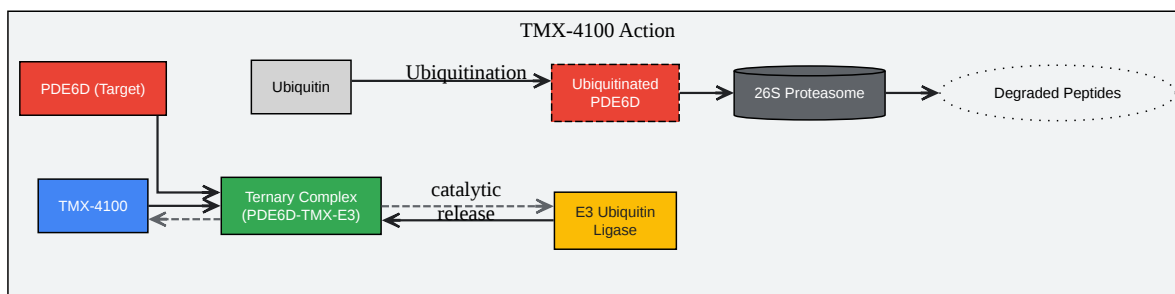 TMX-4100 Action
PDE6D (Target)
Ubiquitin
Ubiquitination
Ubiquitinated
PDE6D
26S Proteasome
Degraded Peptides
TMX-4100
Ternary Complex
(PDE6D-TMX-E3)
catalytic
release
E3 Ubiquitin
Ligase